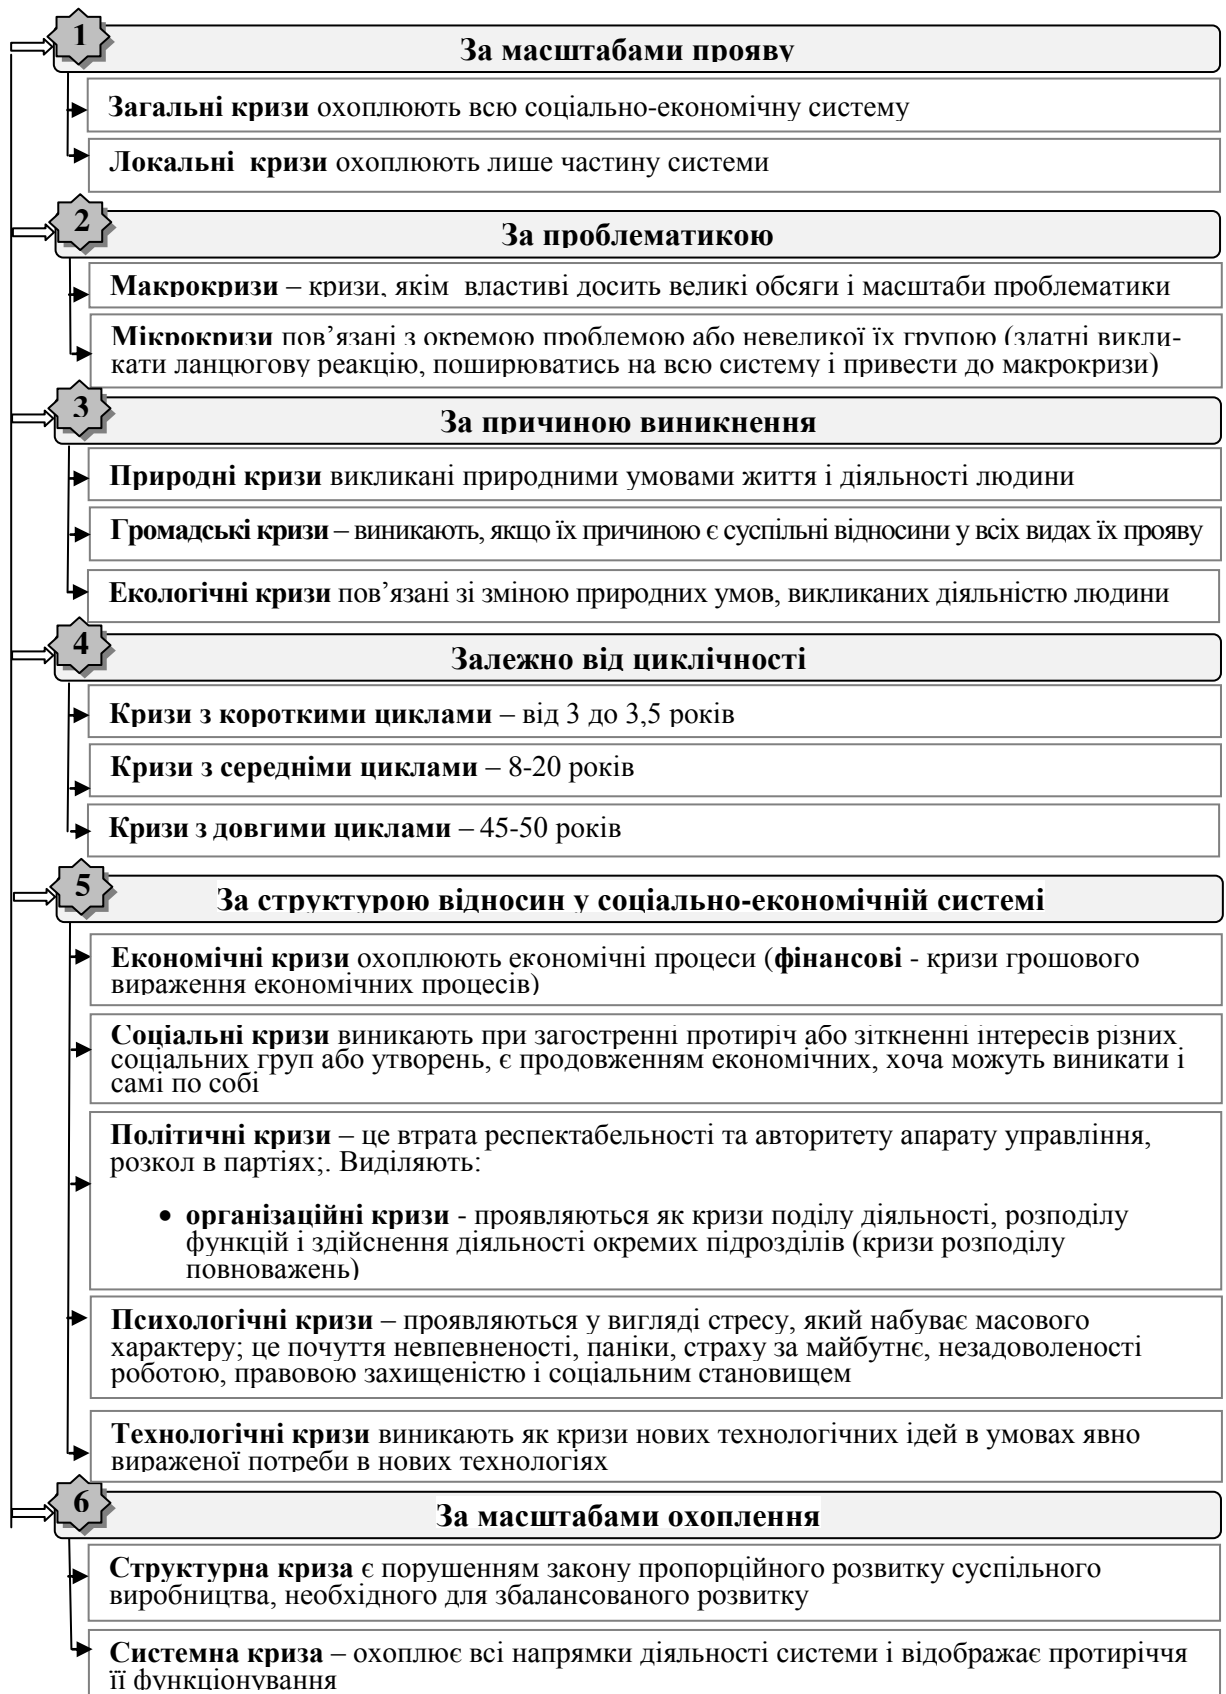 1
За масштабами прояву
Загальні кризи охоплюють всю соціально-економічну систему
Локальні кризи охоплюють лише частину системи
2
За проблематикою
Макрокризи – кризи, якім властиві досить великі обсяги і масштаби проблематики
Мікрокризи пов’язані з окремою проблемою або невеликої їх групою (здатні викли-
кати ланцюгову реакцію, поширюватись на всю систему і привести до макрокризи)
3
За причиною виникнення
Природні кризи викликані природними умовами життя і діяльності людини
Громадські кризи – виникають, якщо їх причиною є суспільні відносини у всіх видах їх прояву
Екологічні кризи пов’язані зі зміною природних умов, викликаних діяльністю людини
4
Залежно від циклічності
Кризи з короткими циклами – від 3 до 3,5 років
Кризи з середніми циклами – 8-20 років
Кризи з довгими циклами – 45-50 років
5
За структурою відносин у соціально-економічній системі
Економічні кризи охоплюють економічні процеси (фінансові - кризи грошового
вираження економічних процесів)
Соціальні кризи виникають при загостренні протиріч або зіткненні інтересів різних
соціальних груп або утворень, є продовженням економічних, хоча можуть виникати і
самі по собі
Політичні кризи – це втрата респектабельності та авторитету апарату управління,
розкол в партіях;. Виділяють:
• організаційні кризи - проявляються як кризи поділу діяльності, розподілу
функцій і здійснення діяльності окремих підрозділів (кризи розподілу
повноважень)
Психологічні кризи – проявляються у вигляді стресу, який набуває масового
характеру; це почуття невпевненості, паніки, страху за майбутнє, незадоволеності
роботою, правовою захищеністю і соціальним становищем
Технологічні кризи виникають як кризи нових технологічних ідей в умовах явно
вираженої потреби в нових технологіях
6
За масштабами охоплення
Структурна криза є порушенням закону пропорційного розвитку суспільного
виробництва, необхідного для збалансованого розвитку
Системна криза – охоплює всі напрямки діяльності системи і відображає протиріччя
її функціонування